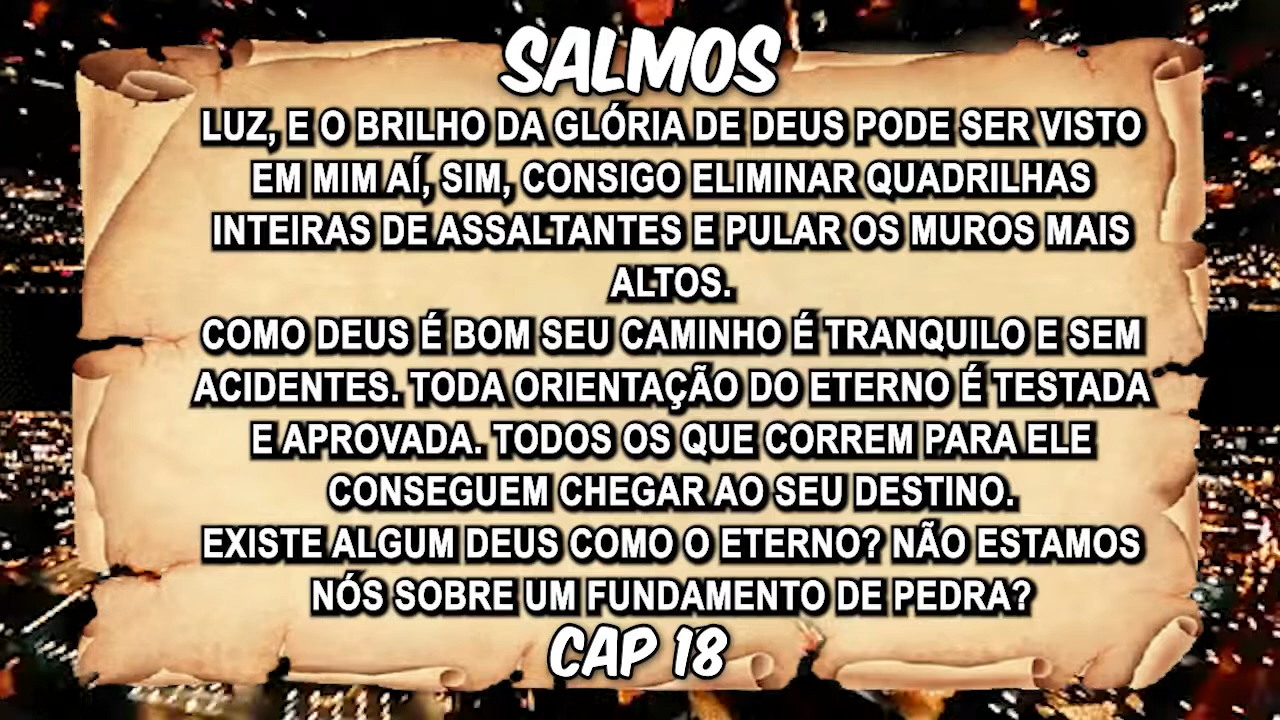 SALMOS
LUZ, E O BRILHO DA GLÓRIA DE DEUS PODE SER VISTO
EM MIM AÍ, SIM, CONSIGO ELIMINAR QUADRILHAS
INTEIRAS DE ASSALTANTES E PULAR OS MUROS MAIS
ALTOS.
COMO DEUS É BOM SEU CAMINHO É TRANQUILO E SEM
ACIDENTES. TODA ORIENTAÇÃO DO ETERNO É TESTADA
E APROVADA. TODOS OS QUE CORREM PARA ELE
CONSEGUEM CHEGAR AO SEU DESTINO.
EXISTE ALGUM DEUS COMO O ETERNO? NÃO ESTAMOS
NÓS SOBRE UM FUNDAMENTO DE PEDRA?
CAP 18